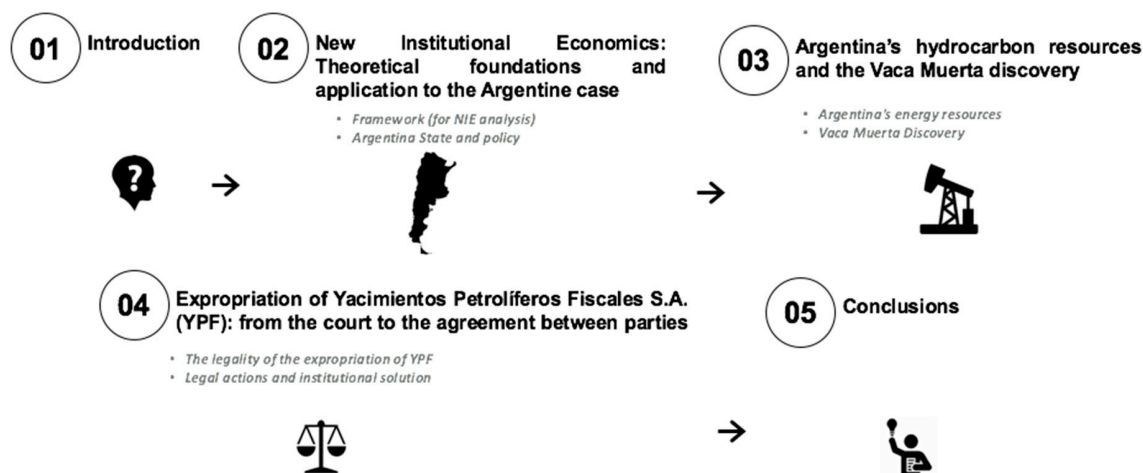 01
Introduction
02
New Institutional Economics:
Theoretical foundations and
application to the Argentine case
• Framework (for NIE analysis)
• Argentina State and policy
03
Argentina's hydrocarbon resources
and the Vaca Muerta discovery
• Argentina's energy resources
• Vaca Muerta Discovery
?
04
Expropriation of Yacimientos Petrolíferos Fiscales S.A.
(YPF): from the court to the agreement between parties
• The legality of the expropriation of YPF
• Legal actions and institutional solution
05
Conclusions